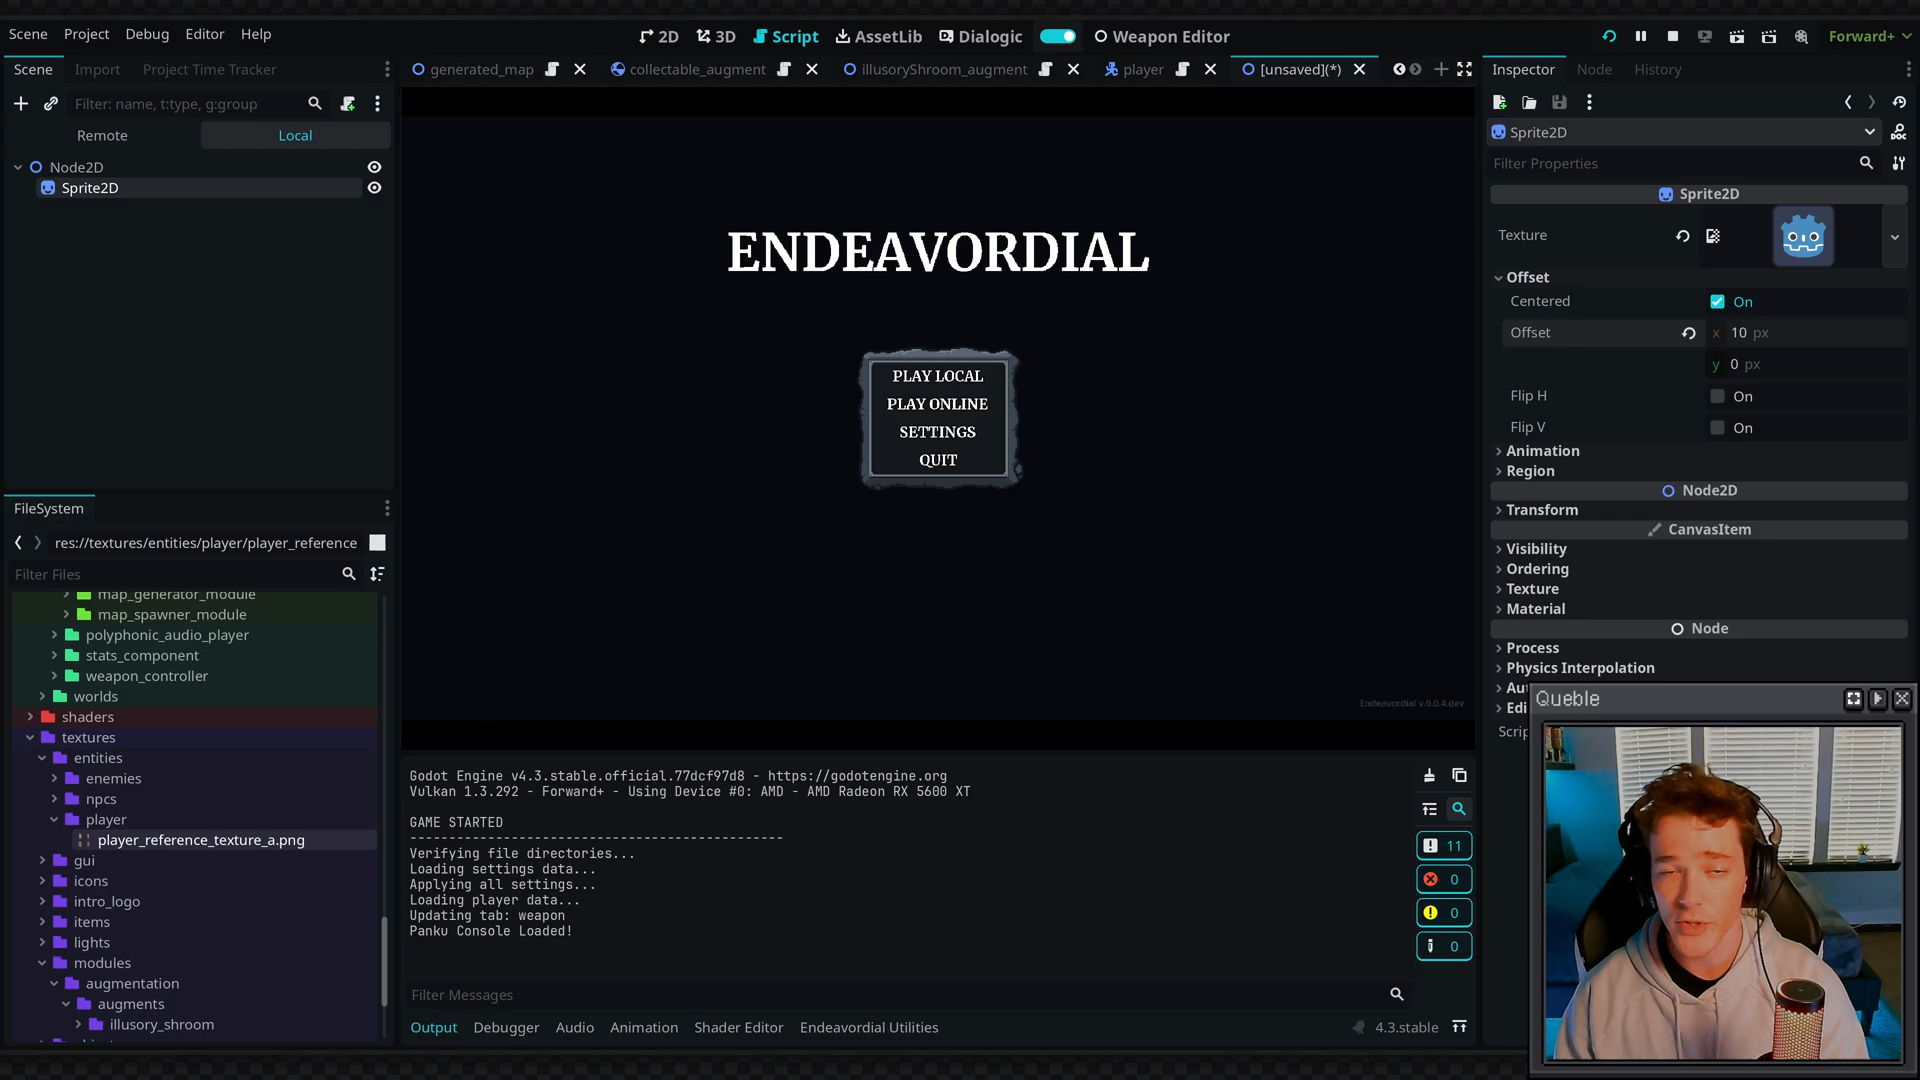 Scene Project Debug Editor Help
2D 3D Script AssetLib Dialogic Weapon Editor
Forward+
Scene Import Project Time Tracker
generated_map collectable_augment illusoryShroom_augment player [unsaved](*)
Inspector Node History
Filter: name, t:type, g:group
Remote Local
Node2D
Sprite2D
FileSystem
res://textures/entities/player/player_reference
Filter Files
map_generator_module
map_spawner_module
polyphonic_audio_player
stats_component
weapon_controller
worlds
shaders
textures
entities
enemies
npcs
player
player_reference_texture_a.png
gui
icons
intro_logo
items
lights
modules
augmentation
augments
illusory_shroom
ENDEAVORDIAL
PLAY LOCAL
PLAY ONLINE
SETTINGS
QUIT
Endeavordial v.0.0.4.dev
Godot Engine v4.3.stable.official.77dcf97d8 - https://godotengine.org
Vulkan 1.3.292 - Forward+ - Using Device #0: AMD - AMD Radeon RX 5600 XT
GAME STARTED
------------------------------------------------
Verifying file directories...
Loading settings data...
Applying all settings...
Loading player data...
Updating tab: weapon
Panku Console Loaded!
11
0
0
0
Filter Messages
Output Debugger Audio Animation Shader Editor Endeavordial Utilities
4.3.stable
Sprite2D
Filter Properties
Sprite2D
Texture
Offset
Centered On
Offset x 10 px
y 0 px
Flip H On
Flip V On
Animation
Region
Node2D
Transform
CanvasItem
Visibility
Ordering
Texture
Material
Node
Process
Physics Interpolation
Queble